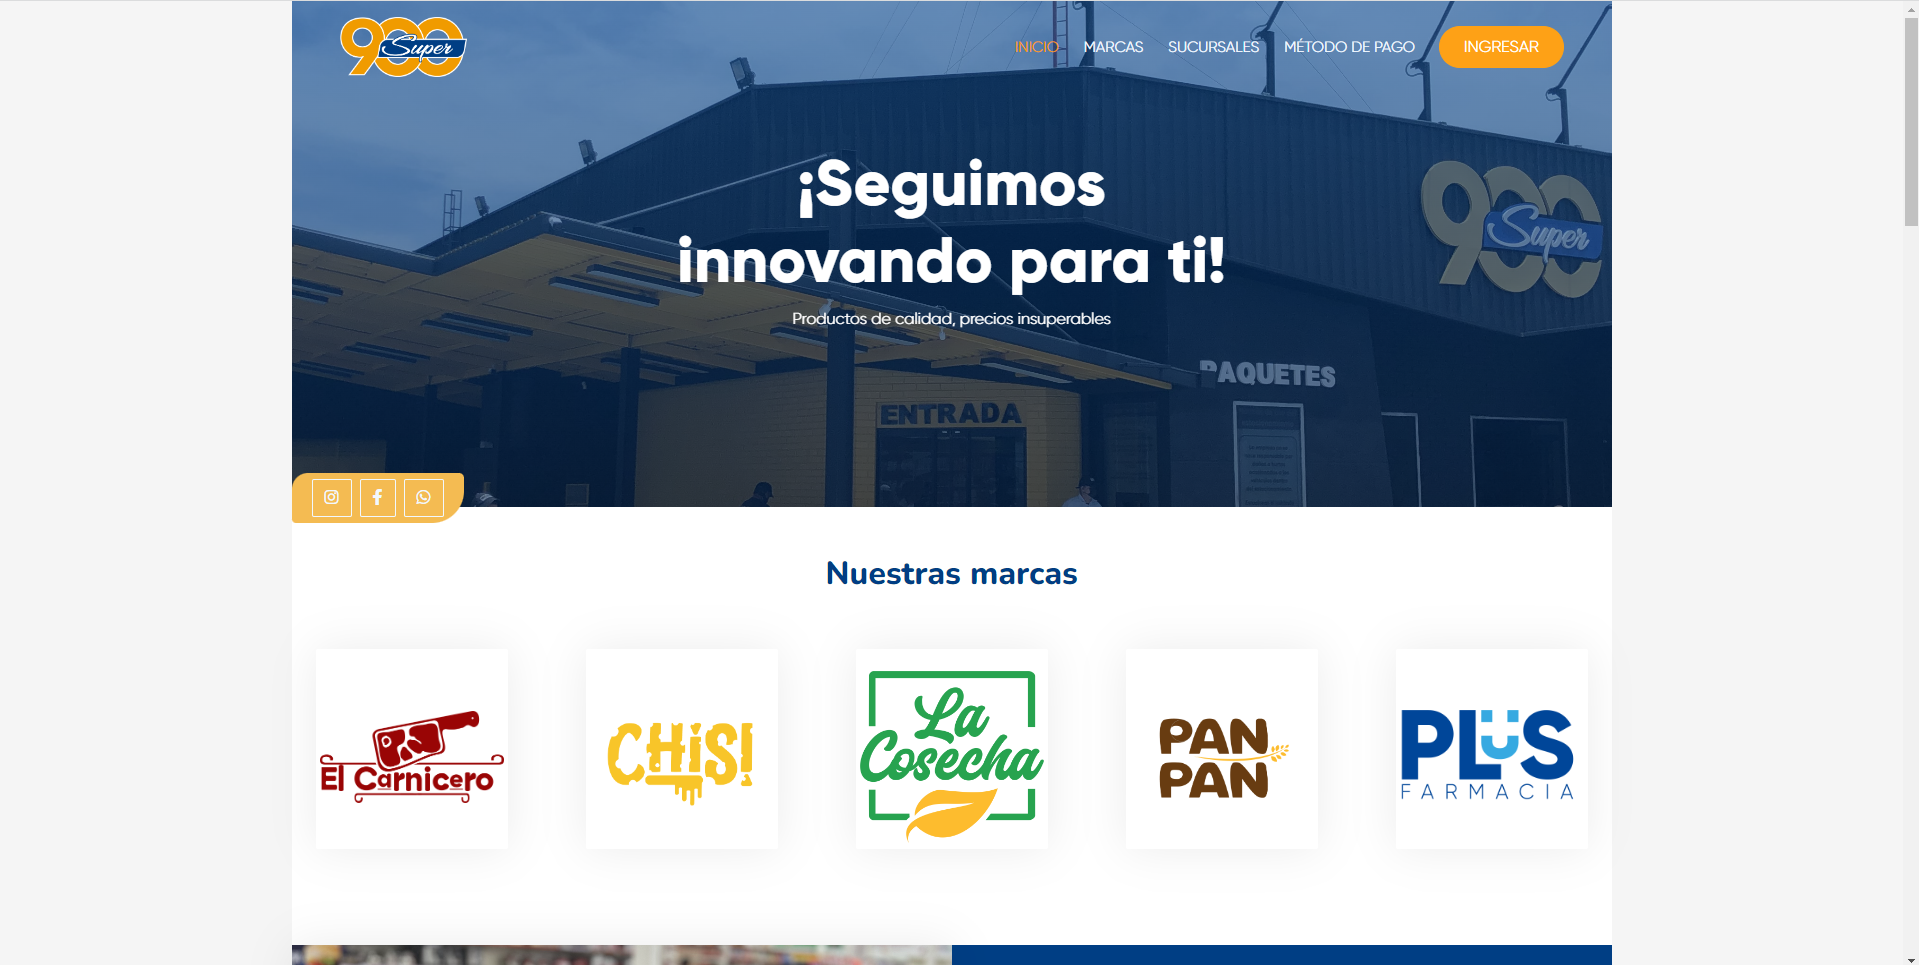 900
Super
INICIO
MARCAS
SUCURSALES
MÉTODO DE PAGO
INGRESAR
¡Seguimos
innovando para ti!
Productos de calidad, precios insuperables
900
Super
PAQUETES
ENTRADA
Nuestras marcas
El Carnicero
CHiSi
La
Cosecha
PAN
PAN
PLUS
FARMACIA